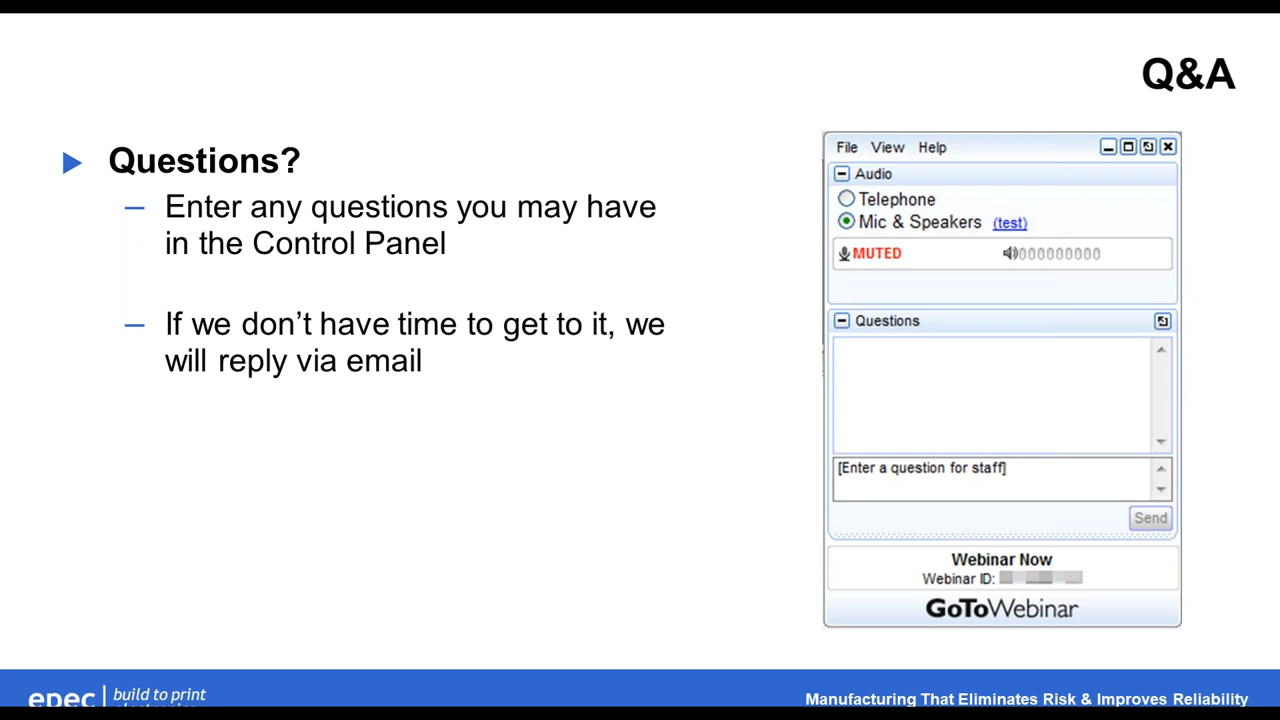 Q&A
Questions?
– Enter any questions you may have
in the Control Panel
– If we don’t have time to get to it, we
will reply via email
File View Help
Audio
Telephone
Mic & Speakers (test)
MUTED
Questions
[Enter a question for staff]
Send
Webinar Now
Webinar ID:
GoToWebinar
epec
build to print
Manufacturing That Eliminates Risk & Improves Reliability